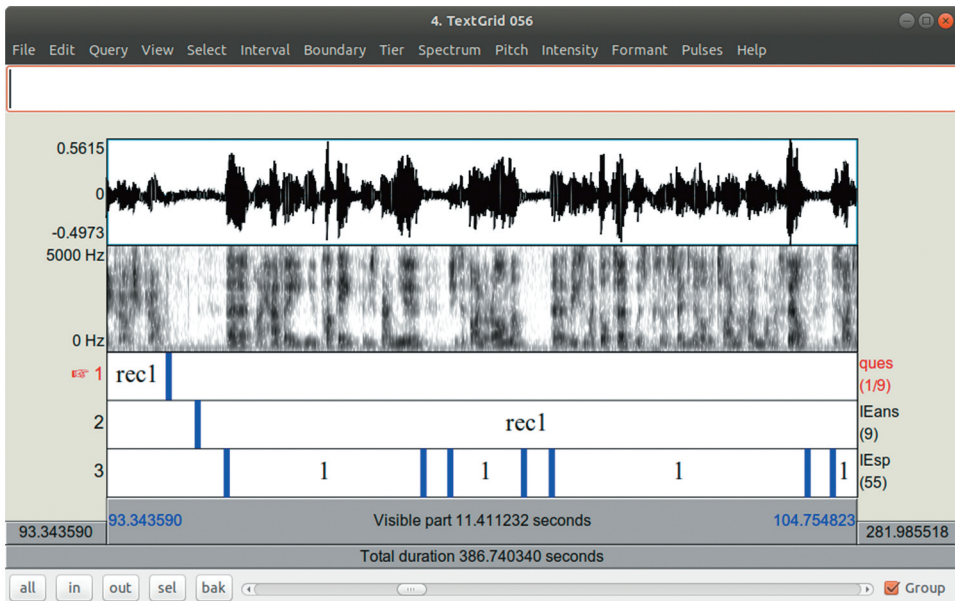 4. TextGrid 056
File Edit Query View Select Interval Boundary Tier Spectrum Pitch Intensity Formant Pulses Help
0.5615
0
-0.4973
5000 Hz
0 Hz
1 rec1 ques
(1/9)
2 rec1 IEans
(9)
3 1 1 1 1 IEsp
(55)
93.343590 Visible part 11.411232 seconds 104.754823
93.343590 281.985518
Total duration 386.740340 seconds
all in out sel bak Group